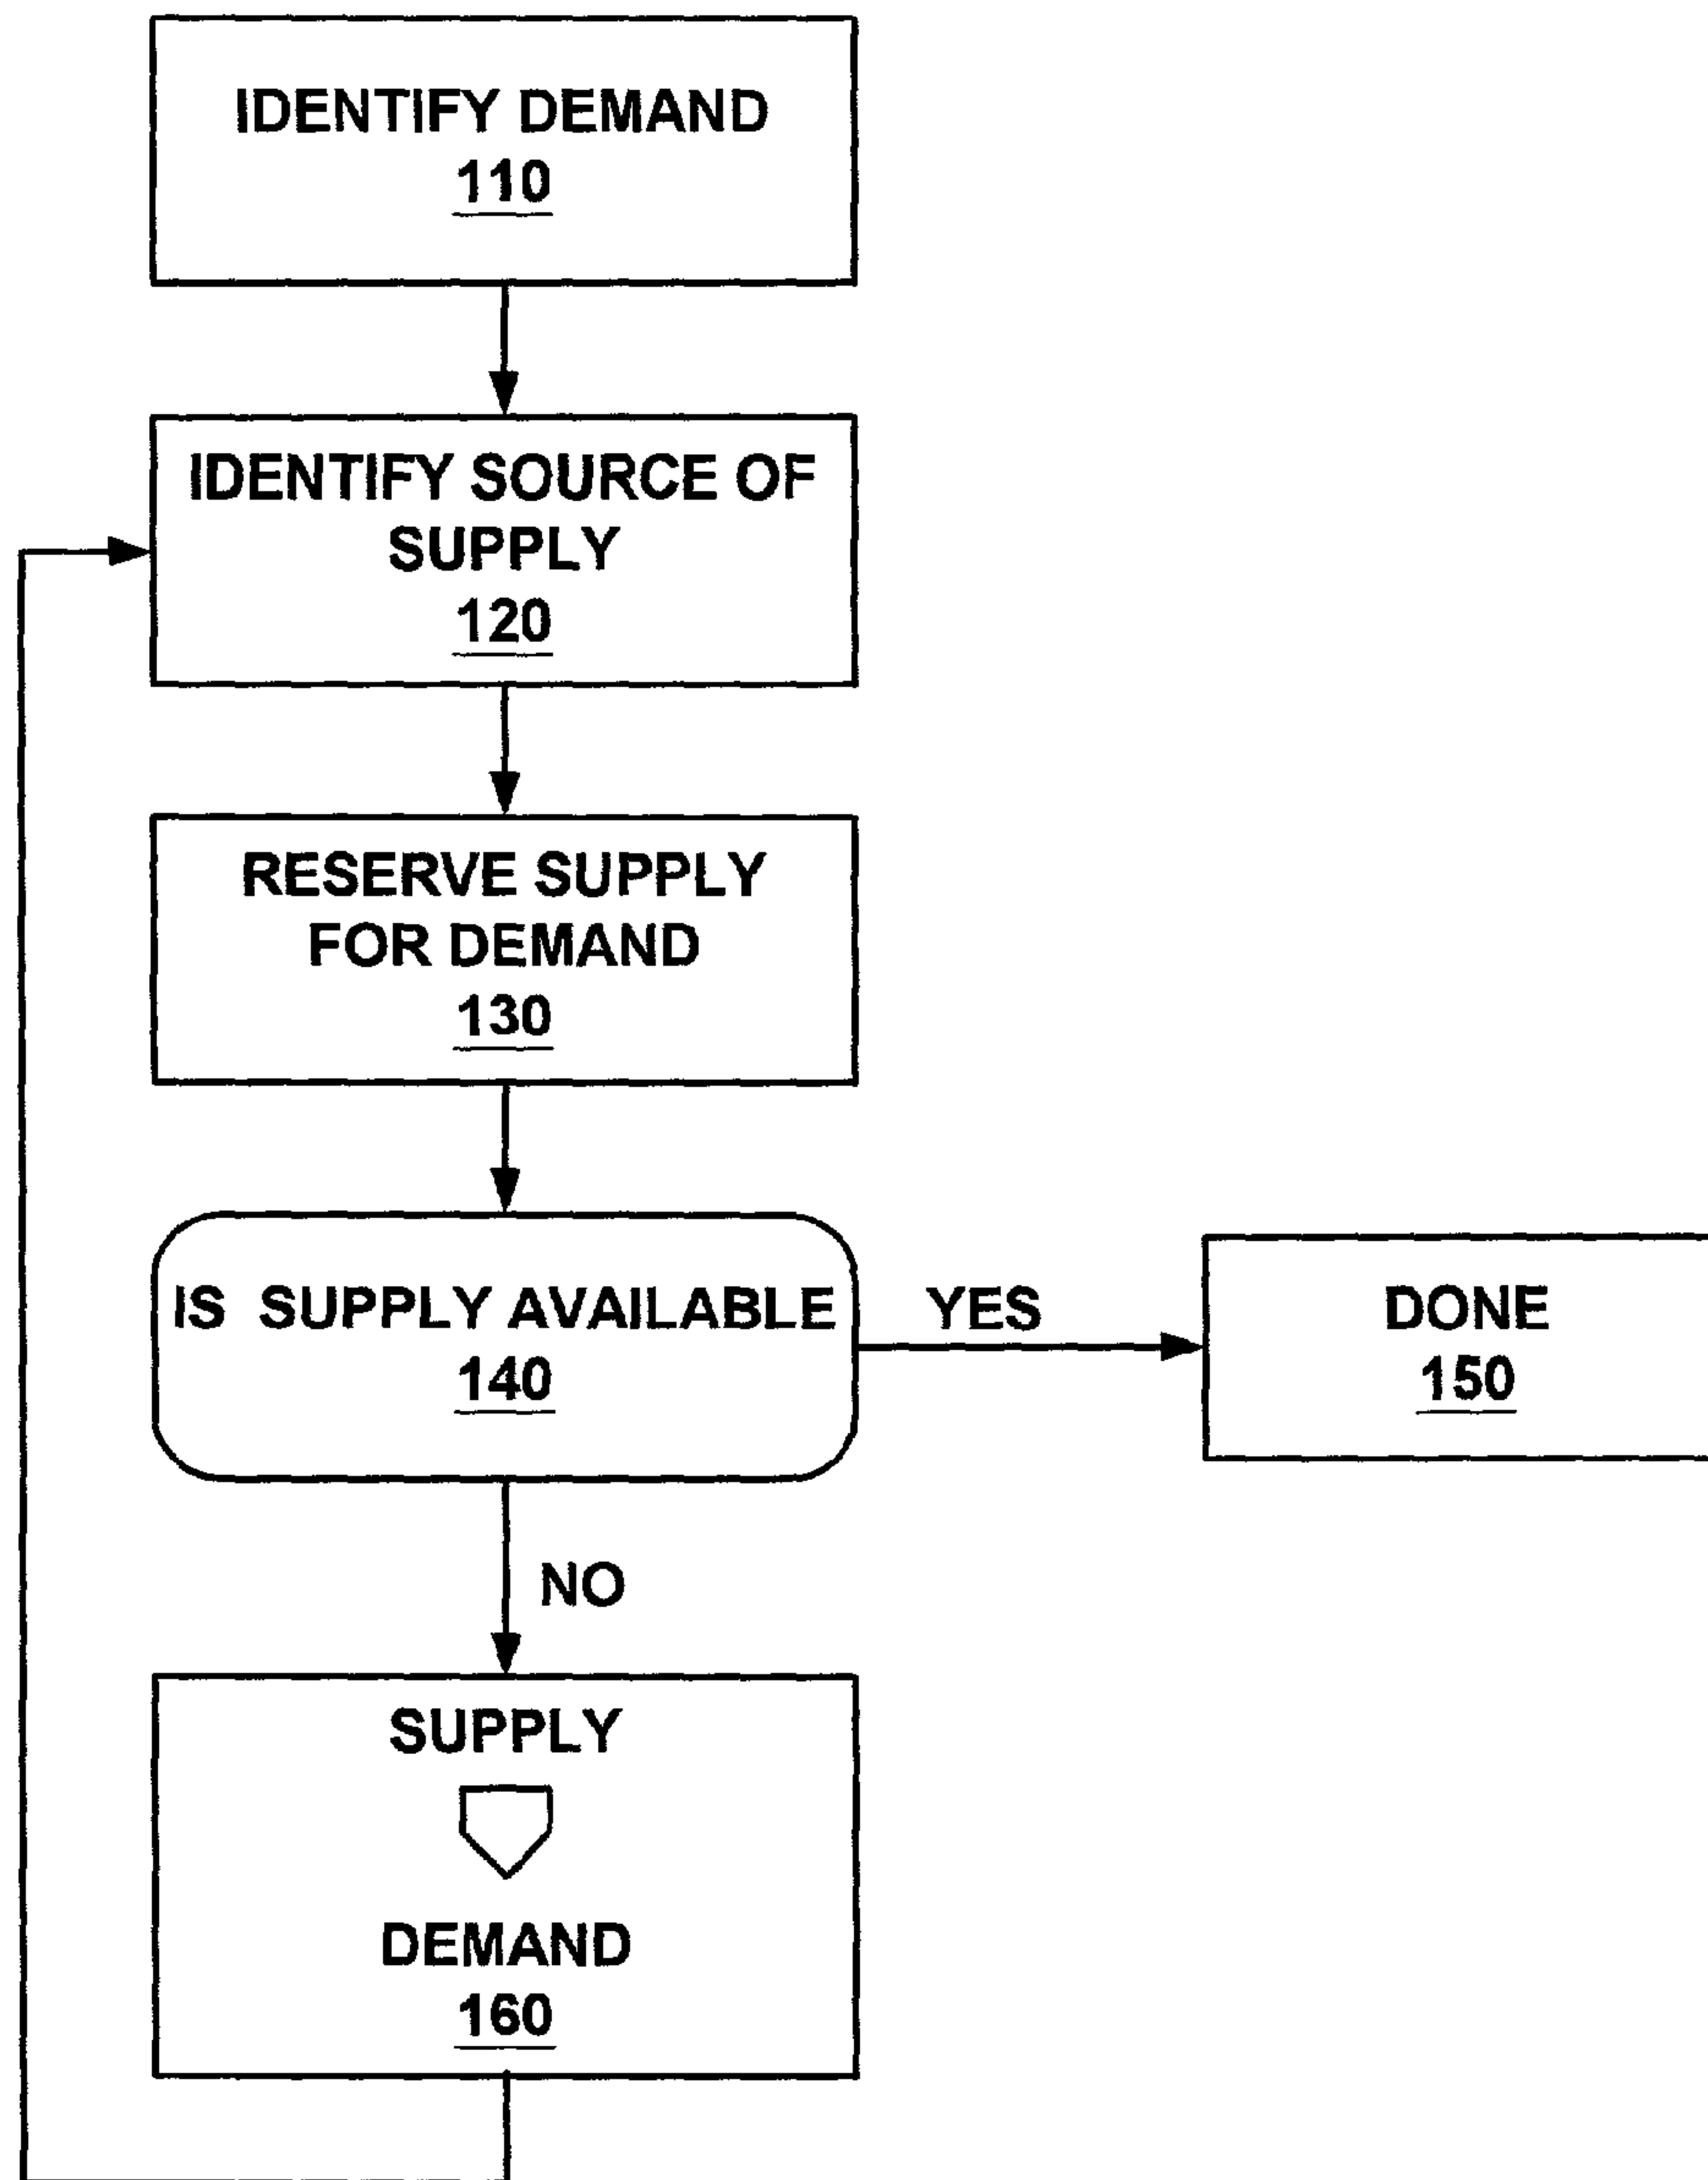 IDENTIFY DEMAND
110
IDENTIFY SOURCE OF
SUPPLY
120
RESERVE SUPPLY
FOR DEMAND
130
IS SUPPLY AVAILABLE
140
YES
DONE
150
NO
SUPPLY
DEMAND
160